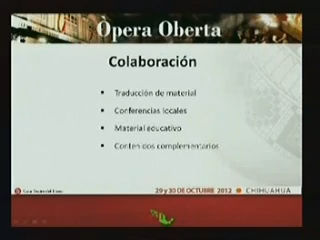 Òpera Oberta
Colaboración
Traducción de material
Conferencias locales
Material educativo
Contenidos complementarios
29 y 30 DE OCTUBRE 2012 CHIHUAHUA